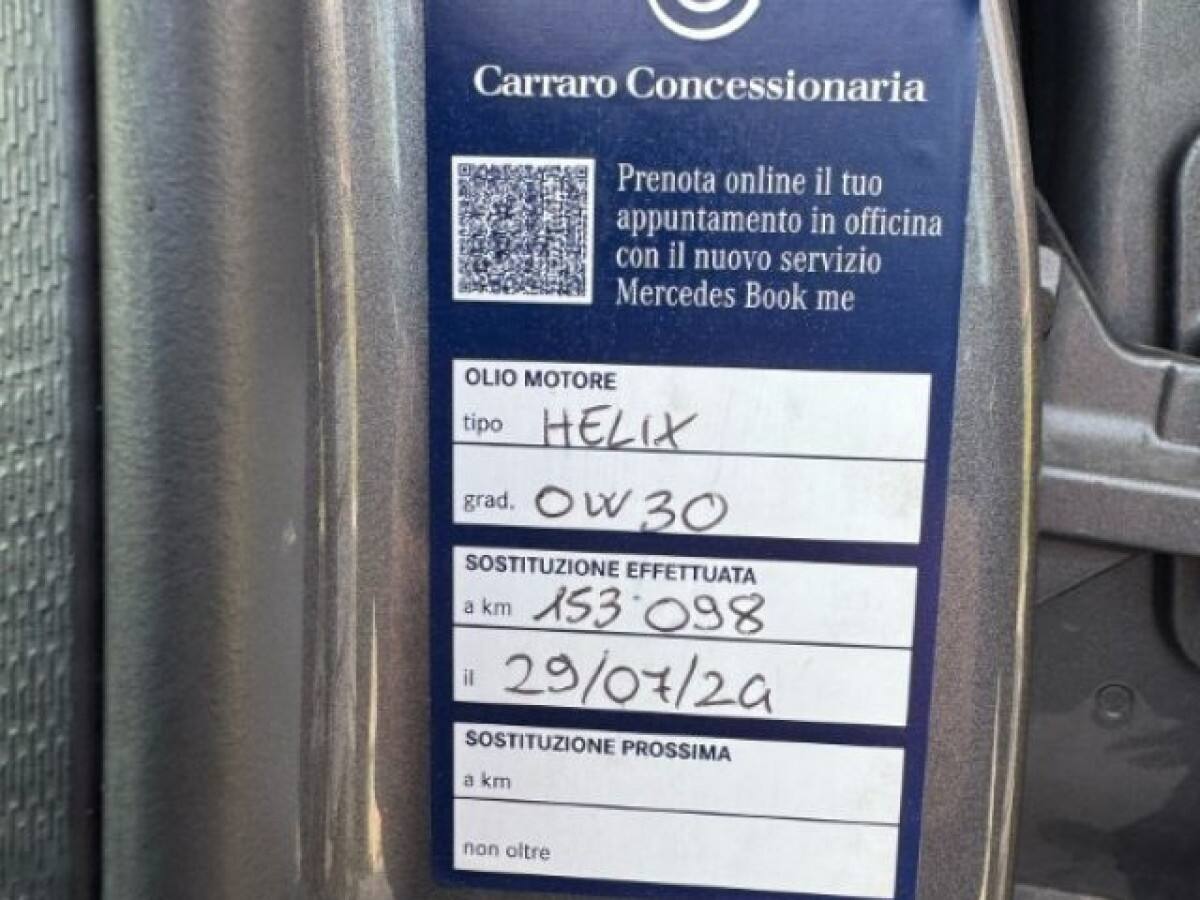 Carraro Concessionaria
Prenota online il tuo
appuntamento in officina
con il nuovo servizio
Mercedes Book me
OLIO MOTORE
tipo HELIX
grad. 0W30
SOSTITUZIONE EFFETTUATA
a km 153 098
il 29/07/24
SOSTITUZIONE PROSSIMA
a km
non oltre